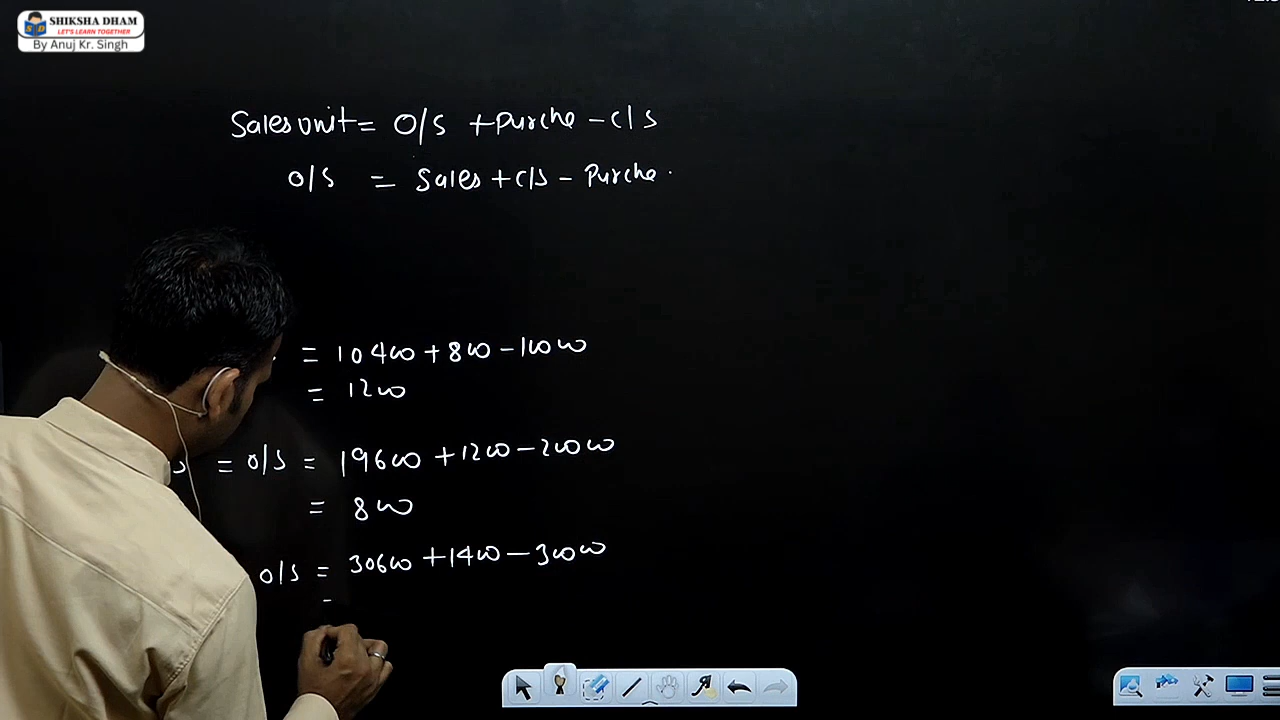 SHIKSHA DHAM
LET'S LEARN TOGETHER
By Anuj Kr. Singh
Sales unit = O/S + purche - C/S
O/S = Sales + C/S - Purche.
= 10400 + 800 - 10000
= 1200
S = O/S = 19600 + 1200 - 20000
= 800
O/S = 30600 + 1400 - 30000
=